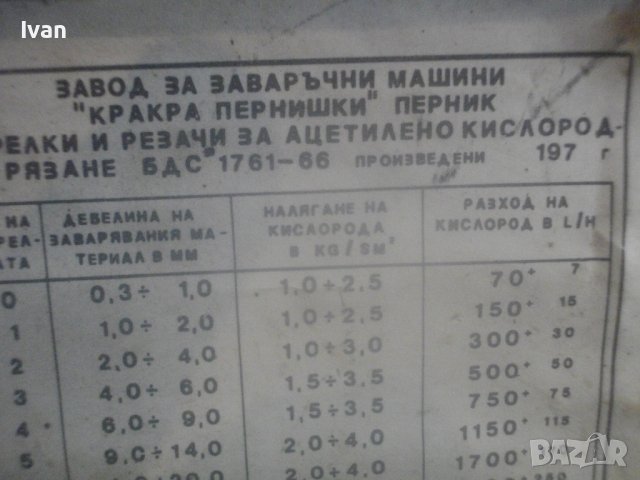 Ivan
ЗАВОД ЗА ЗАВАРЪЧНИ МАШИНИ
"КРАКРА ПЕРНИШКИ" ПЕРНИК
РЕЛКИ И РЕЗАЧИ ЗА АЦЕТИЛЕНО КИСЛОРОД-
РЯЗАНЕ БДС 1761-66 ПРОИЗВЕДЕНИ 197 г
НА ДЕВЕЛИНА НА НАЛЯГАНЕ НА РАЗХОД НА
РЕЛ- ЗАВАРЯВАНИЯ МА- КИСЛОРОДА КИСЛОРОД В L/H
АТА ТЕРИАЛ В ММ В KG/SM²
0 0,3÷ 1,0 1,0÷2,5 70+ 7
1 1,0÷ 2,0 1,0÷2,5 150+ 15
2 2,0÷ 4,0 1,0÷3,0 300+ 30
3 4,0÷ 6,0 1,5÷3,5 500+ 50
4 6,0÷ 9,0 1,5÷3,5 750+ 75
5 9,0÷14,0 2,0÷4,0 1150+ 115
2,0÷4,0 1700+
BAZAR